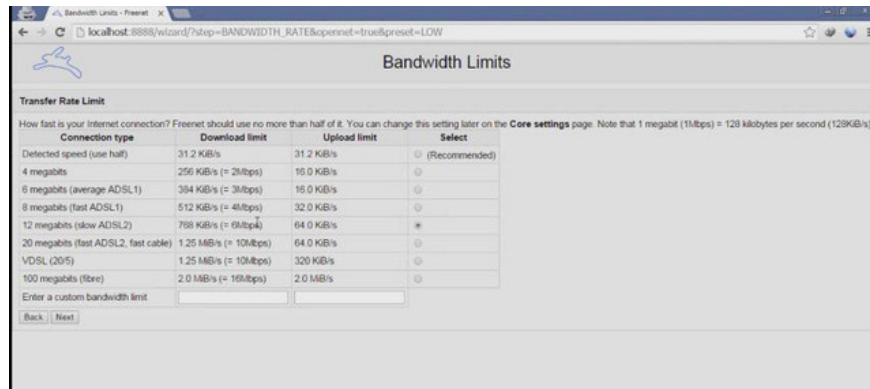 Bandwidth Limits - Freenet
localhost:8888/wizard/?step=BANDWIDTH_RATE&opennet=true&preset=LOW
Bandwidth Limits
Transfer Rate Limit
How fast is your Internet connection? Freenet should use no more than half of it. You can change this setting later on the Core settings page. Note that 1 megabit (1Mbps) = 128 kilobytes per second (128KiB/s)
Connection type Download limit Upload limit Select
Detected speed (use half) 31.2 KiB/s 31.2 KiB/s (Recommended)
4 megabits 256 KiB/s (= 2Mbps) 16.0 KiB/s
6 megabits (average ADSL1) 384 KiB/s (= 3Mbps) 16.0 KiB/s
8 megabits (fast ADSL1) 512 KiB/s (= 4Mbps) 32.0 KiB/s
12 megabits (slow ADSL2) 768 KiB/s (= 6Mbps) 64.0 KiB/s
20 megabits (fast ADSL2, fast cable) 1.25 MiB/s (= 10Mbps) 64.0 KiB/s
VDSL (20/5) 1.25 MiB/s (= 10Mbps) 320 KiB/s
100 megabits (fibre) 2.0 MiB/s (= 16Mbps) 2.0 MiB/s
Enter a custom bandwidth limit
Back Next